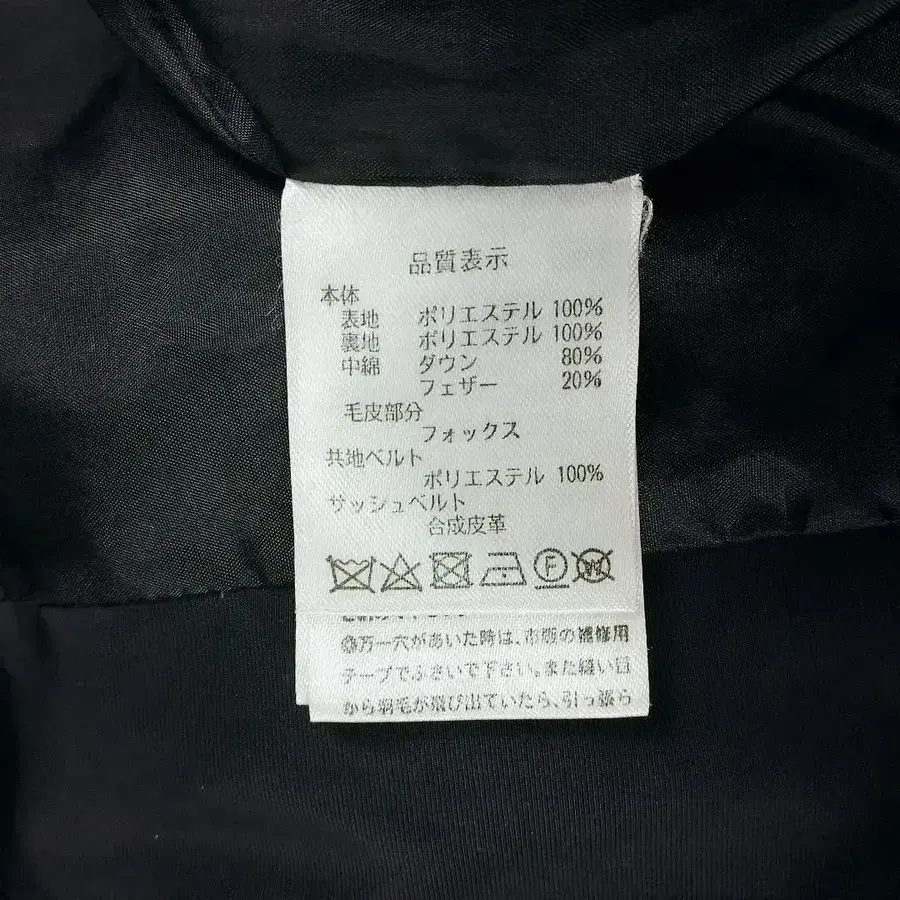 品質表示
本体
表地 ポリエステル 100%
裏地 ポリエステル 100%
中綿 ダウン 80%
フェザー 20%
毛皮部分
フォックス
共地ベルト
ポリエステル 100%
サッシュベルト
合成皮革
F W
万一穴があいた時は、市販の補修用
テープでふさいで下さい。また縫い目
から羽毛が飛び出ていたら、引っ張ら